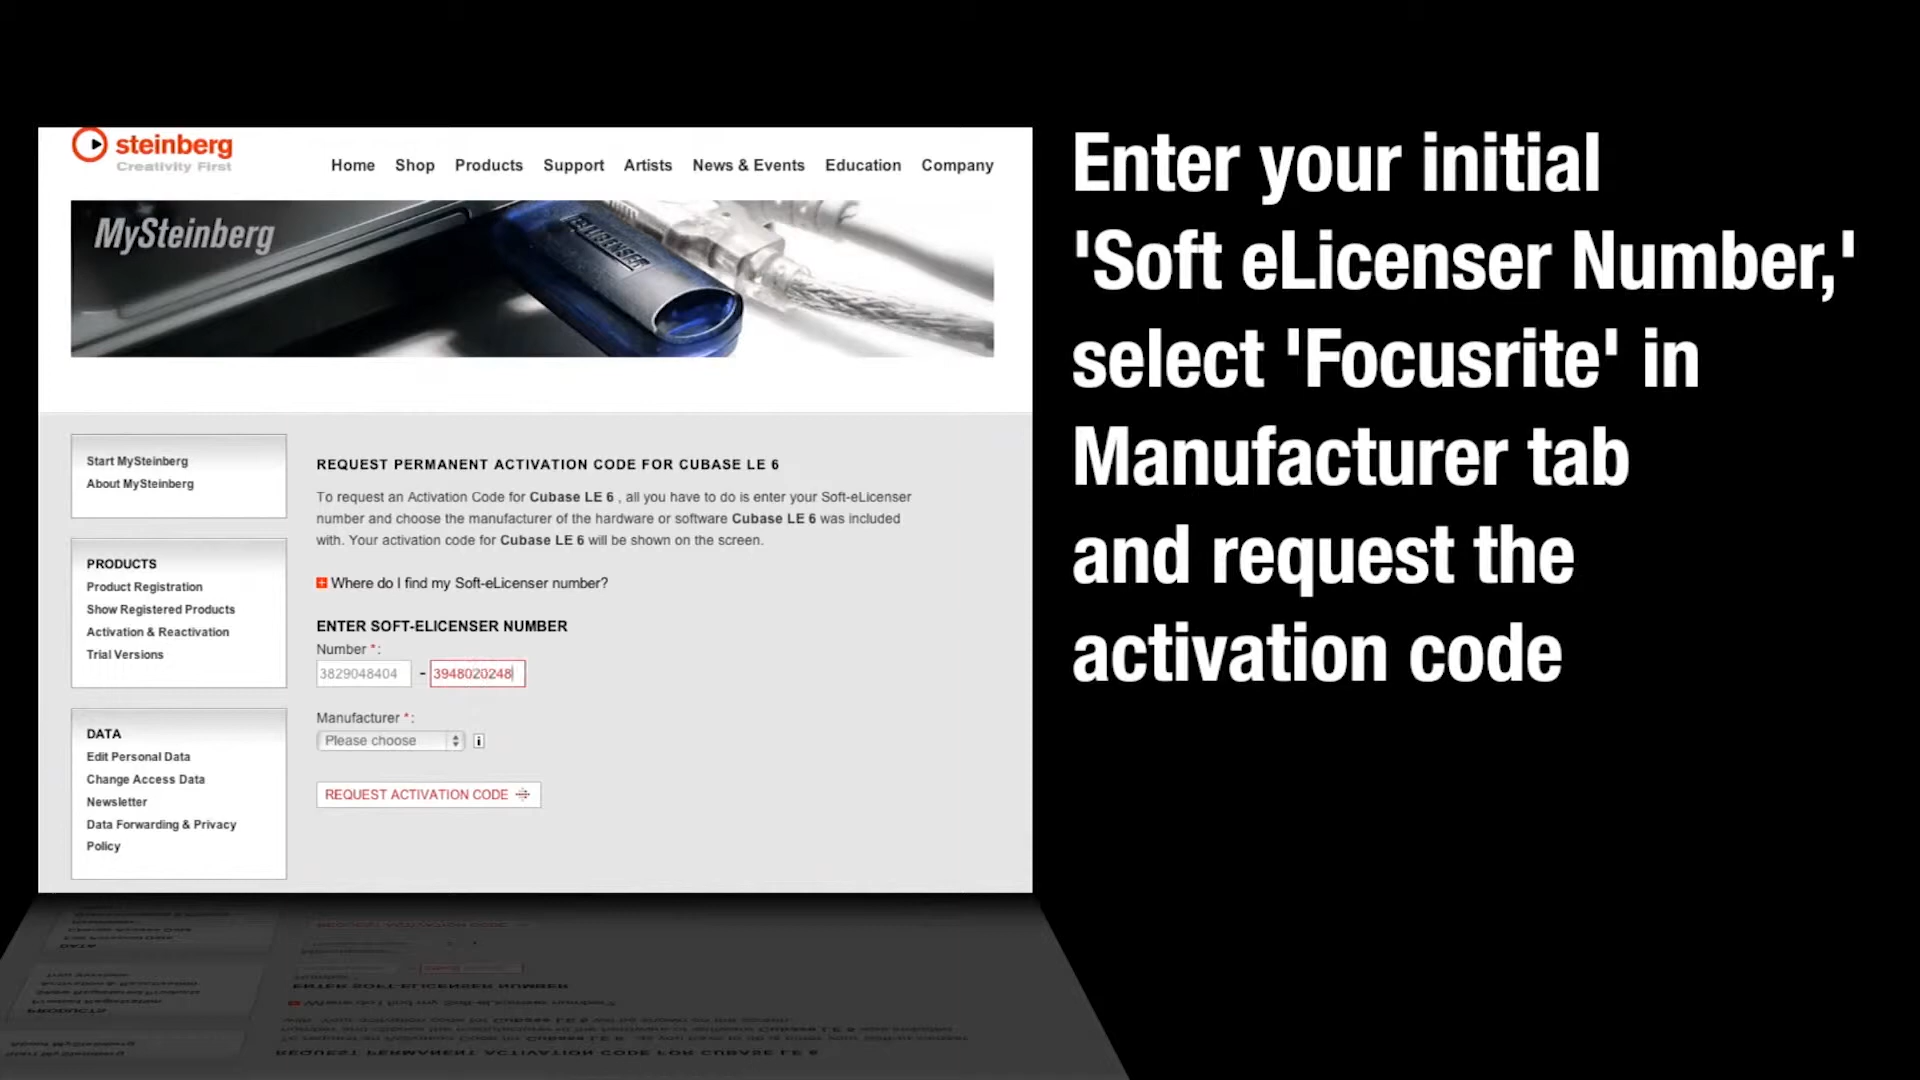 steinberg
Creativity First
Home Shop Products Support Artists News & Events Education Company
MySteinberg
Start MySteinberg
About MySteinberg
PRODUCTS
Product Registration
Show Registered Products
Activation & Reactivation
Trial Versions
DATA
Edit Personal Data
Change Access Data
Newsletter
Data Forwarding & Privacy
Policy
REQUEST PERMANENT ACTIVATION CODE FOR CUBASE LE 6
To request an Activation Code for Cubase LE 6 , all you have to do is enter your Soft-eLicenser
number and choose the manufacturer of the hardware or software Cubase LE 6 was included
with. Your activation code for Cubase LE 6 will be shown on the screen.
Where do I find my Soft-eLicenser number?
ENTER SOFT-ELICENSER NUMBER
Number *:
3829048404 - 3948020248
Manufacturer *:
Please choose
REQUEST ACTIVATION CODE
Enter your initial
'Soft eLicenser Number,'
select 'Focusrite' in
Manufacturer tab
and request the
activation code